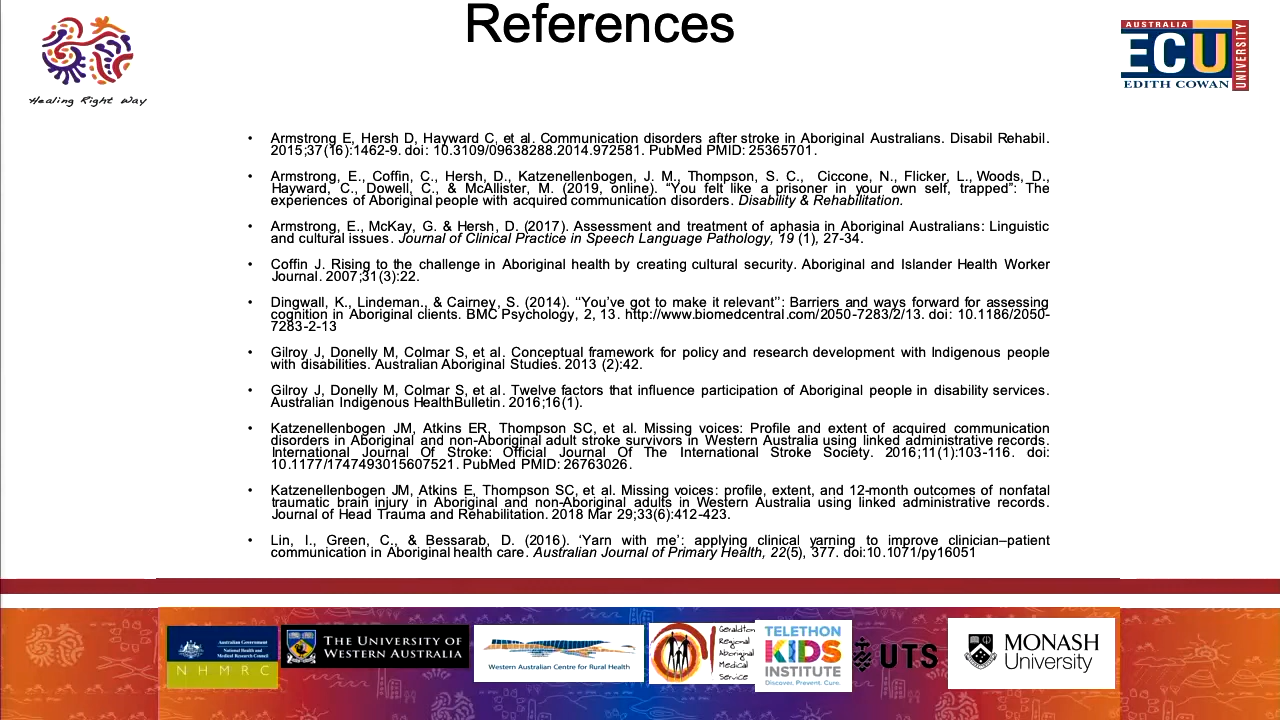 References
Healing Right Way
AUSTRALIA
ECU
EDITH COWAN
UNIVERSITY
• Armstrong E, Hersh D, Hayward C, et al. Communication disorders after stroke in Aboriginal Australians. Disabil Rehabil.
2015;37(16):1462-9. doi: 10.3109/09638288.2014.972581. PubMed PMID: 25365701.
• Armstrong, E., Coffin, C., Hersh, D., Katzenellenbogen, J. M., Thompson, S. C., Ciccone, N., Flicker, L., Woods, D.,
Hayward, C., Dowell, C., & McAllister, M. (2019, online). “You felt like a prisoner in your own self, trapped”: The
experiences of Aboriginal people with acquired communication disorders. Disability & Rehabilitation.
• Armstrong, E., McKay, G. & Hersh, D. (2017). Assessment and treatment of aphasia in Aboriginal Australians: Linguistic
and cultural issues. Journal of Clinical Practice in Speech Language Pathology, 19 (1), 27-34.
• Coffin J. Rising to the challenge in Aboriginal health by creating cultural security. Aboriginal and Islander Health Worker
Journal. 2007;31(3):22.
• Dingwall, K., Lindeman., & Cairney, S. (2014). ‘‘You’ve got to make it relevant’’: Barriers and ways forward for assessing
cognition in Aboriginal clients. BMC Psychology, 2, 13. http://www.biomedcentral.com/2050-7283/2/13. doi: 10.1186/2050-
7283-2-13
• Gilroy J, Donelly M, Colmar S, et al. Conceptual framework for policy and research development with Indigenous people
with disabilities. Australian Aboriginal Studies. 2013 (2):42.
• Gilroy J, Donelly M, Colmar S, et al. Twelve factors that influence participation of Aboriginal people in disability services.
Australian Indigenous HealthBulletin. 2016;16(1).
• Katzenellenbogen JM, Atkins ER, Thompson SC, et al. Missing voices: Profile and extent of acquired communication
disorders in Aboriginal and non-Aboriginal adult stroke survivors in Western Australia using linked administrative records.
International Journal Of Stroke: Official Journal Of The International Stroke Society. 2016;11(1):103-116. doi:
10.1177/1747493015607521. PubMed PMID: 26763026.
• Katzenellenbogen JM, Atkins E, Thompson SC, et al. Missing voices: profile, extent, and 12-month outcomes of nonfatal
traumatic brain injury in Aboriginal and non-Aboriginal adults in Western Australia using linked administrative records.
Journal of Head Trauma and Rehabilitation. 2018 Mar 29;33(6):412-423.
• Lin, I., Green, C., & Bessarab, D. (2016). ‘Yarn with me’: applying clinical yarning to improve clinician–patient
communication in Aboriginal health care. Australian Journal of Primary Health, 22(5), 377. doi:10.1071/py16051
Australian Government
National Health and
Medical Research Council
NHMRC
THE UNIVERSITY OF
WESTERN AUSTRALIA
Western Australian Centre for Rural Health
Geraldton
Regional
Aboriginal
Medical
Service
TELETHON
KIDS
INSTITUTE
Discover. Prevent. Cure.
UTS
MONASH
University